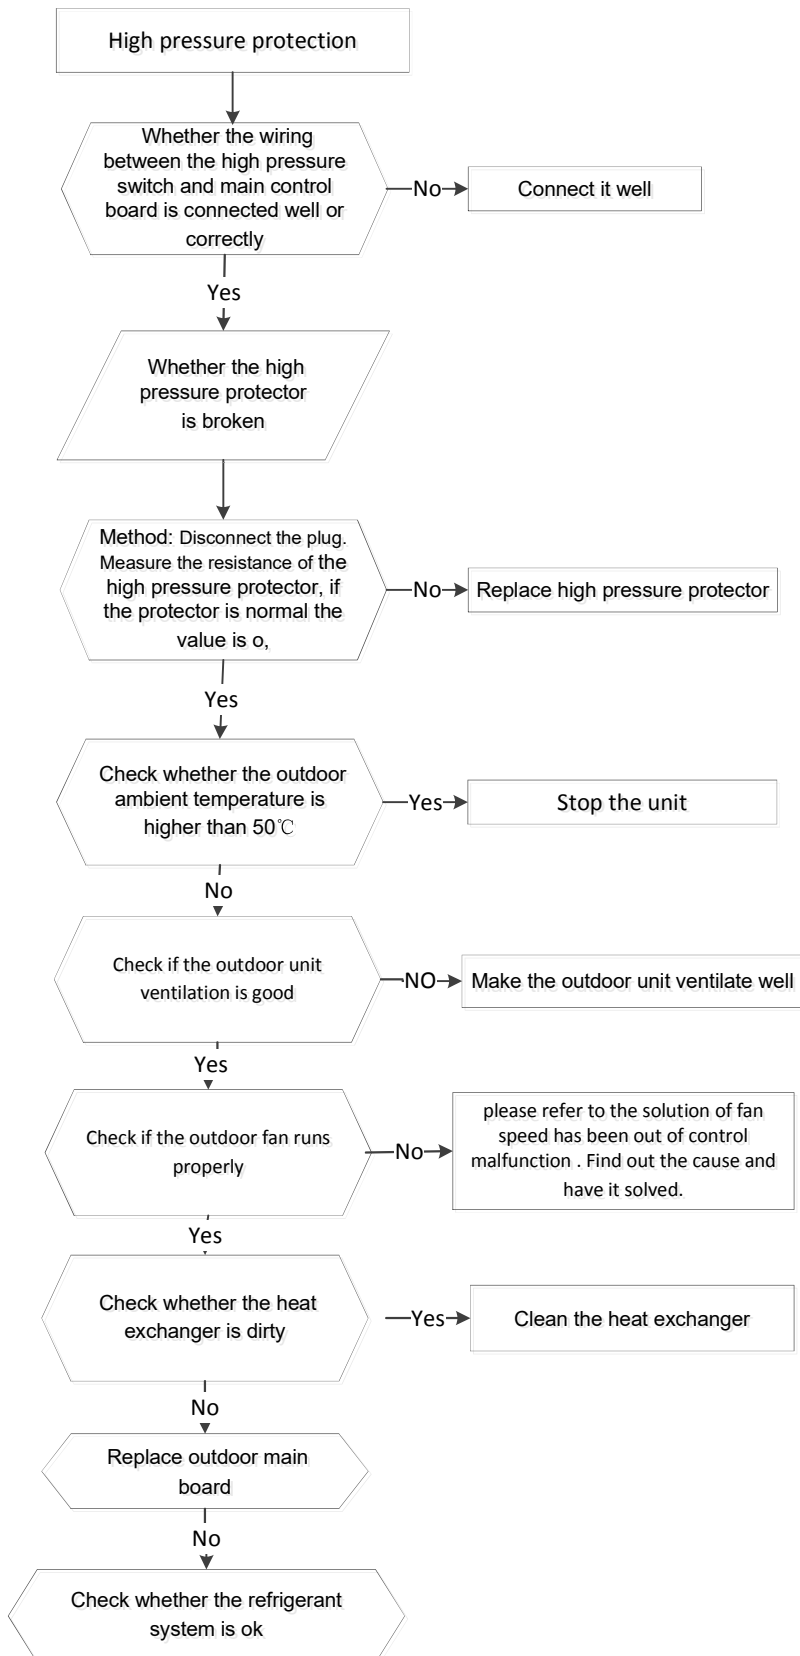 High pressure protection
Whether the wiring
between the high pressure
switch and main control
board is connected well or
correctly
No
Connect it well
Yes
Whether the high
pressure protector
is broken
Method: Disconnect the plug.
Measure the resistance of the
high pressure protector, if
the protector is normal the
value is o,
No
Replace high pressure protector
Yes
Check whether the outdoor
ambient temperature is
higher than 50℃
Yes
Stop the unit
No
Check if the outdoor unit
ventilation is good
NO
Make the outdoor unit ventilate well
Yes
Check if the outdoor fan runs
properly
No
please refer to the solution of fan
speed has been out of control
malfunction . Find out the cause and
have it solved.
Yes
Check whether the heat
exchanger is dirty
Yes
Clean the heat exchanger
No
Replace outdoor main
board
No
Check whether the refrigerant
system is ok